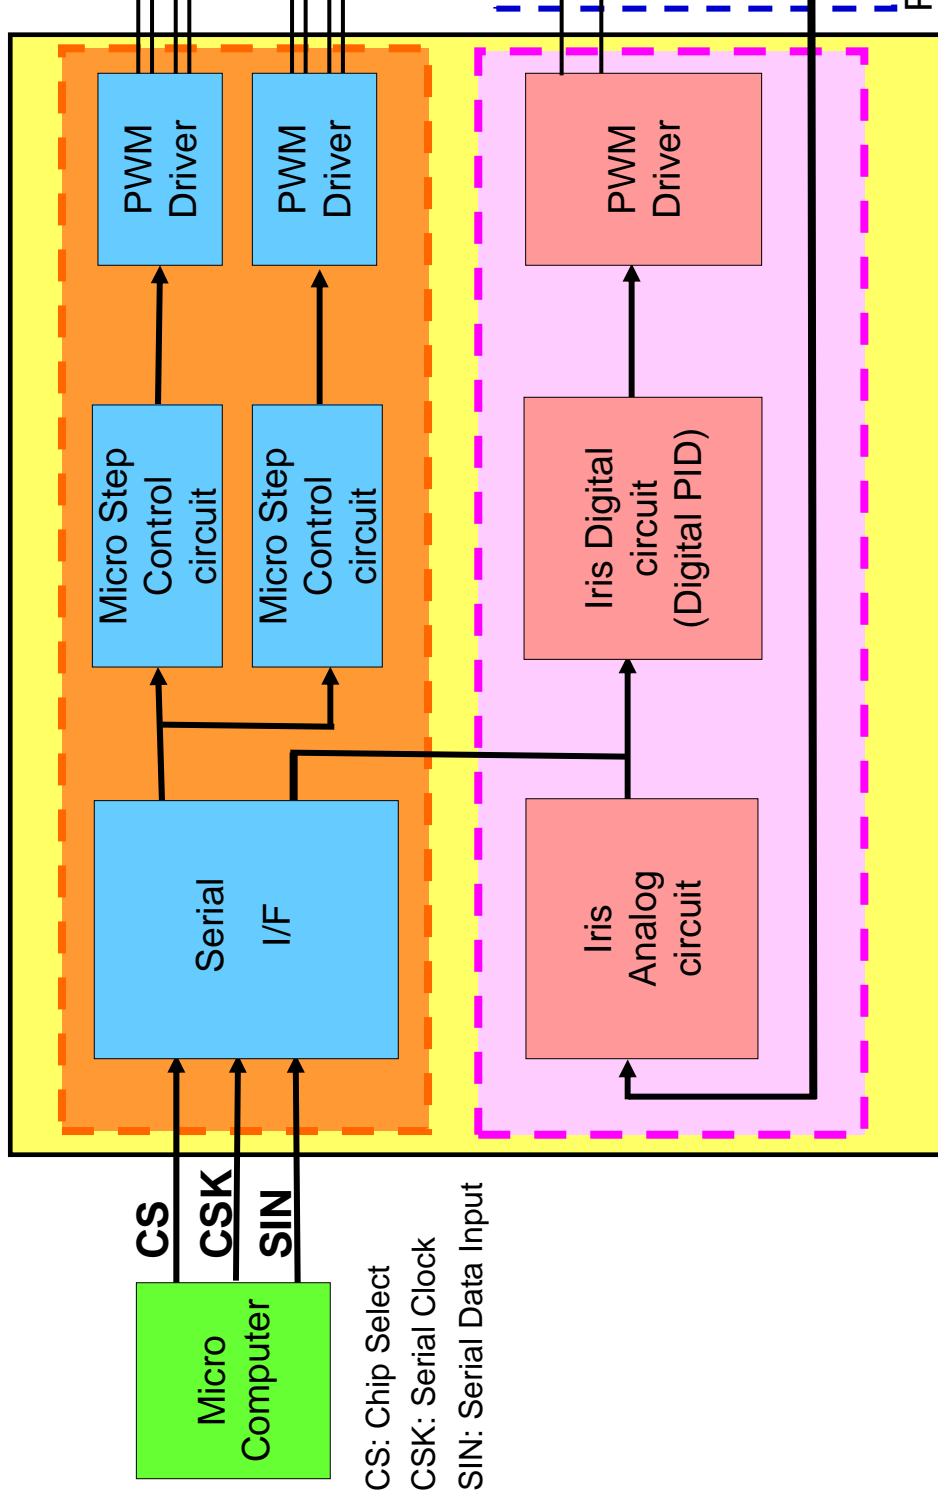 Micro
Computer
CS
CSK
SIN
CS: Chip Select
CSK: Serial Clock
SIN: Serial Data Input
Serial
I/F
Micro Step
Control
circuit
Micro Step
Control
circuit
PWM
Driver
PWM
Driver
Iris
Analog
circuit
Iris Digital
circuit
(Digital PID)
PWM
Driver